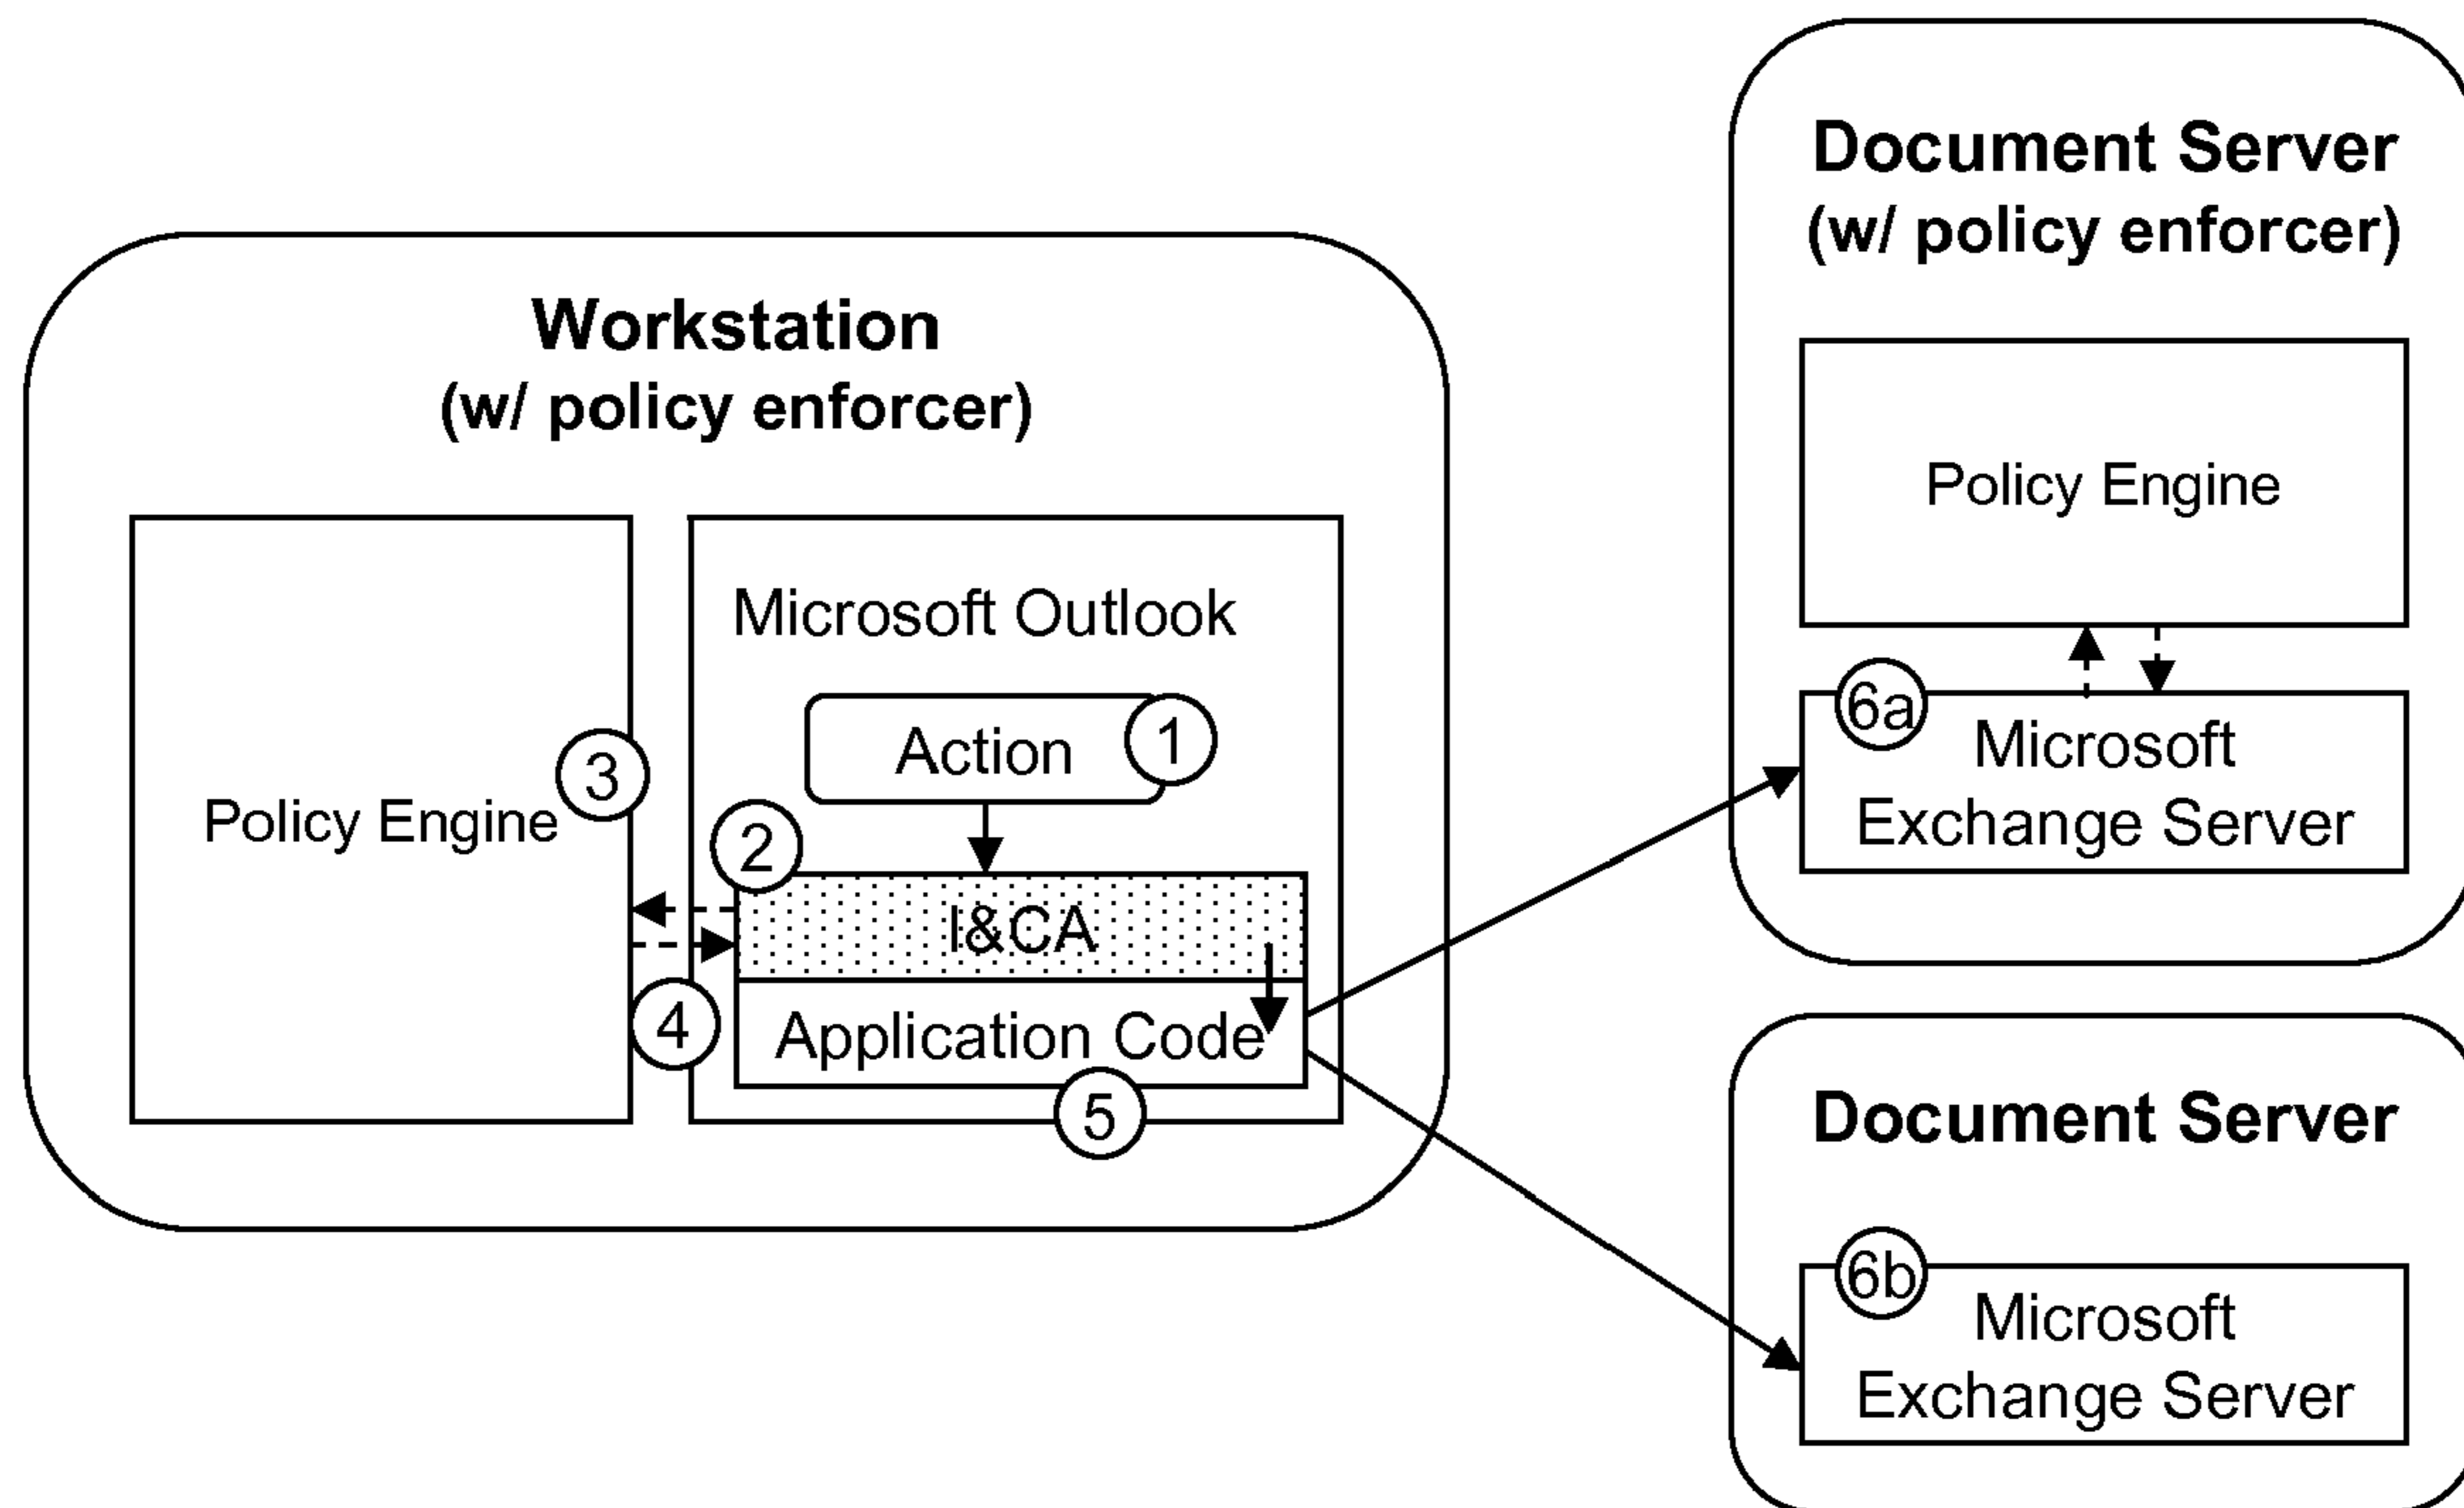 Workstation
(w/ policy enforcer)
Policy Engine
3
Microsoft Outlook
Action
1
2
I&CA
4
Application Code
5
Document Server
(w/ policy enforcer)
Policy Engine
6a
Microsoft
Exchange Server
Document Server
6b
Microsoft
Exchange Server